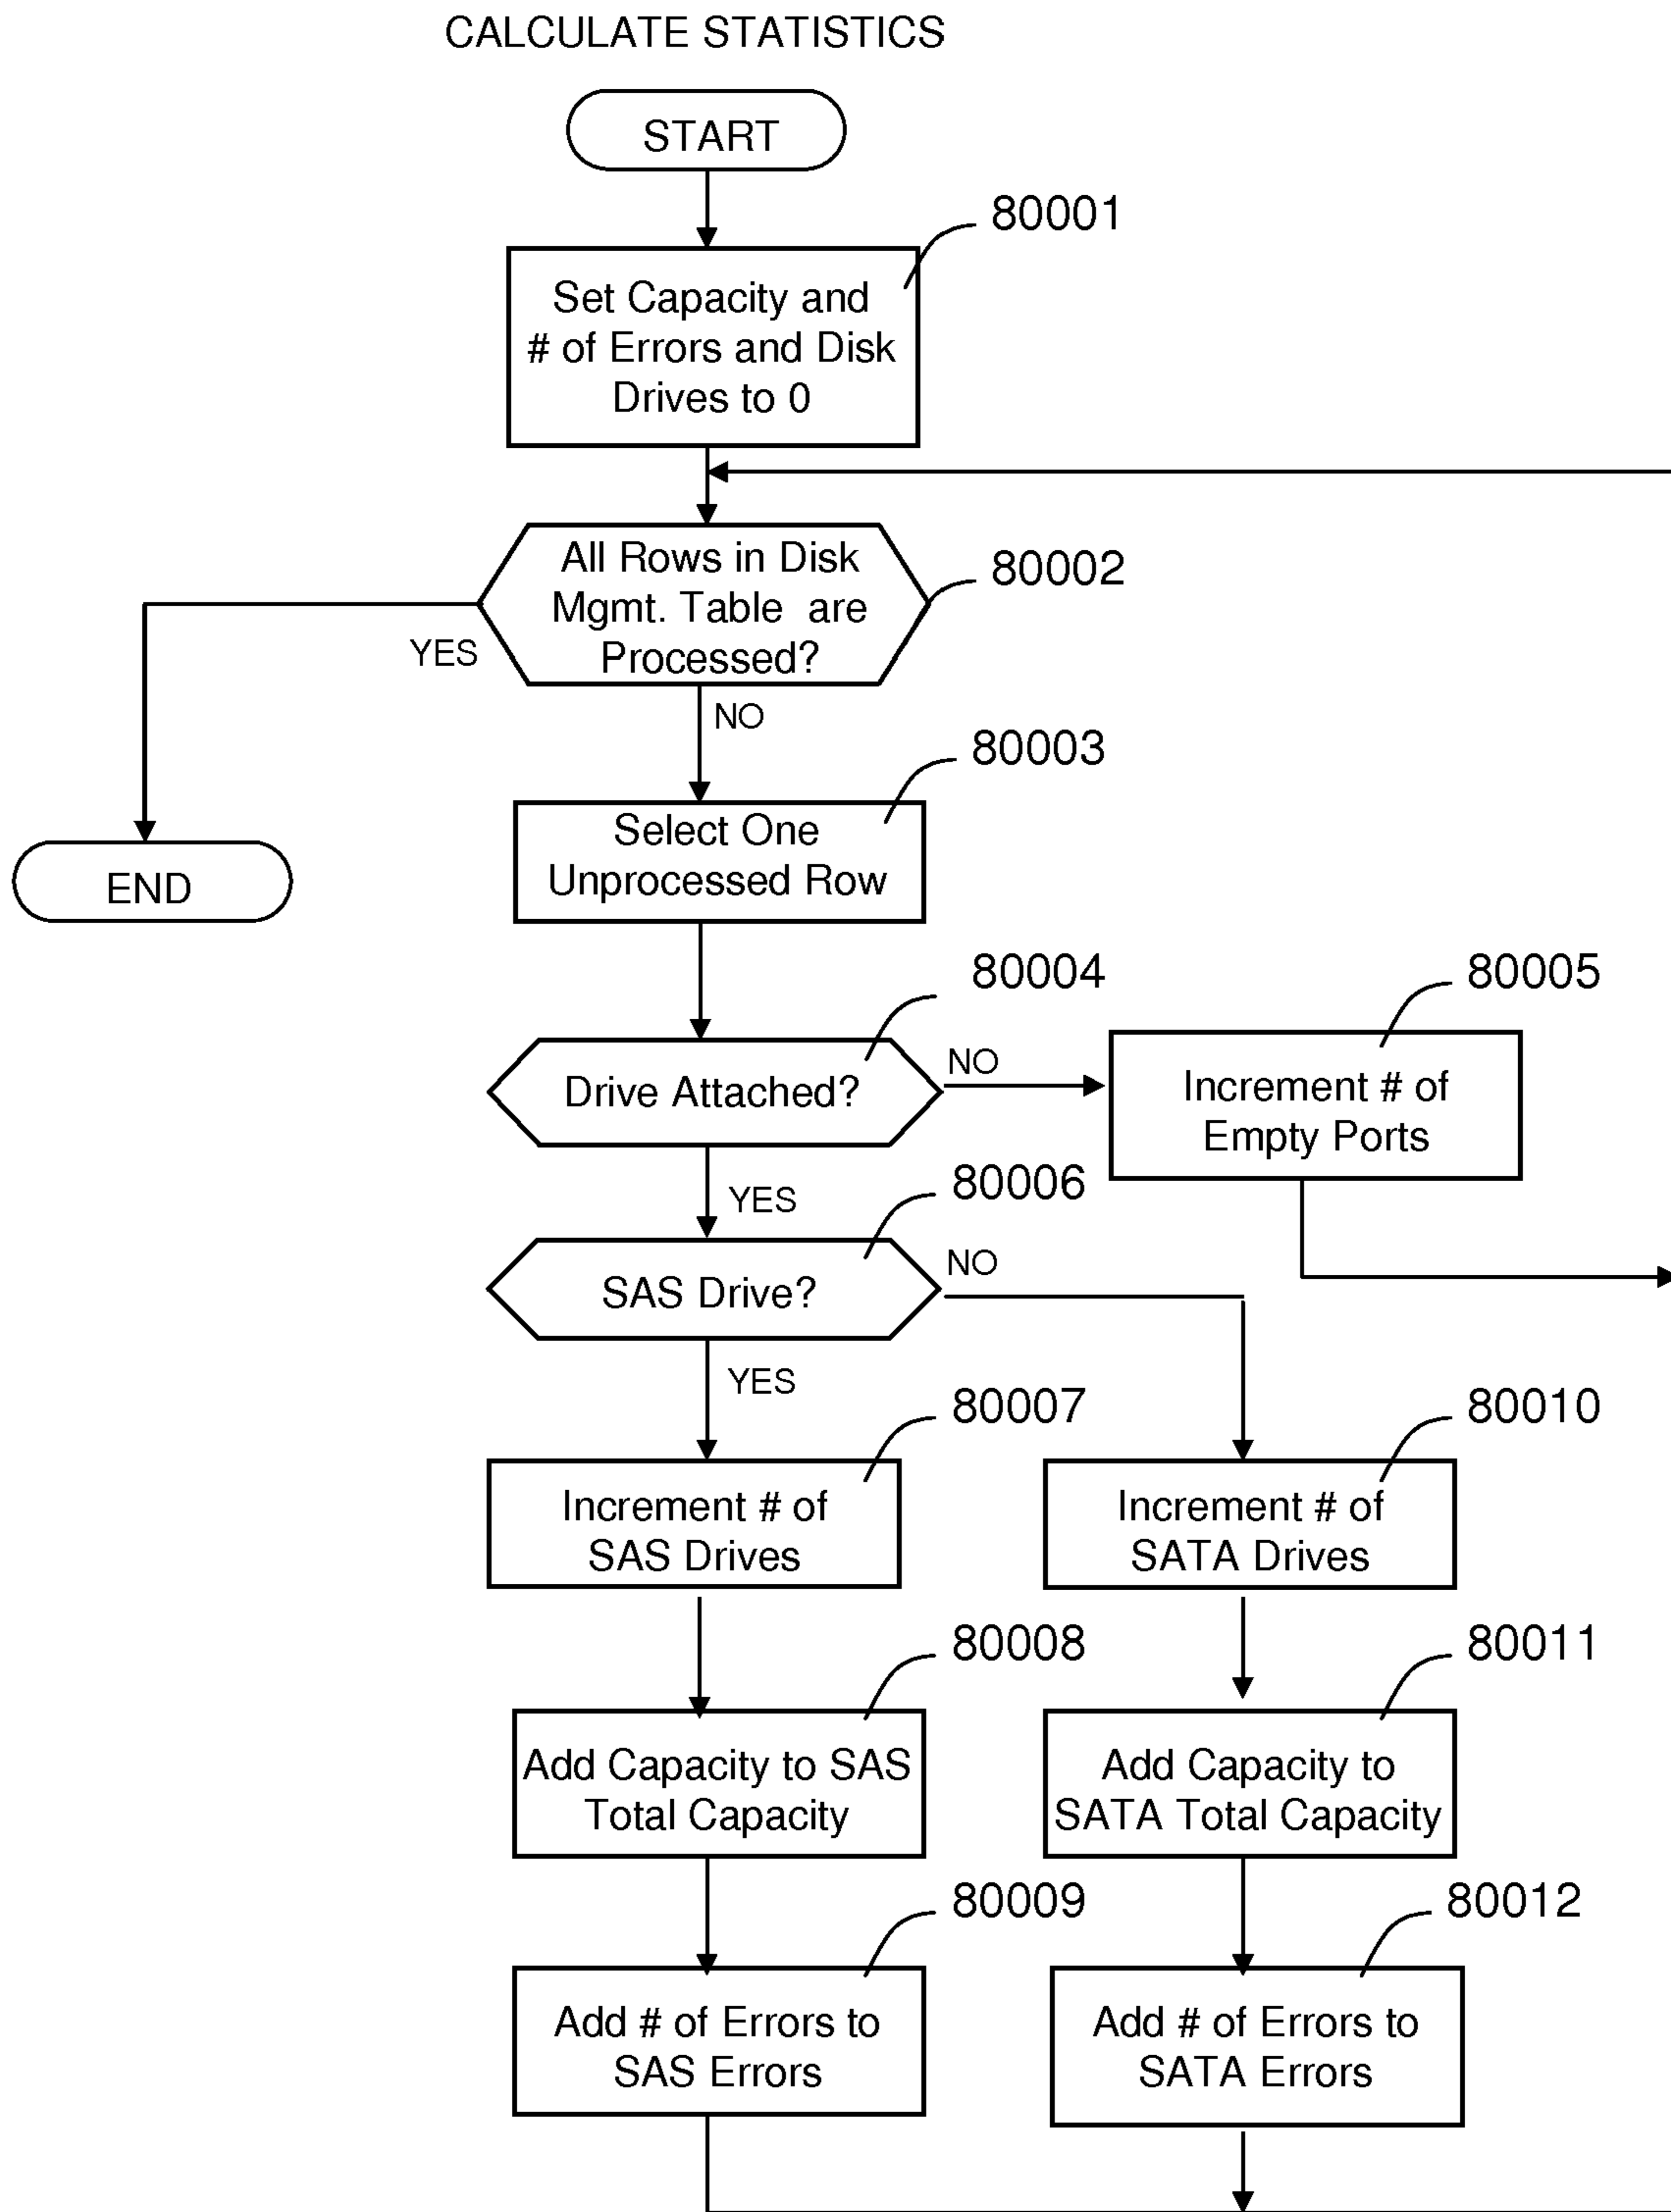 CALCULATE STATISTICS
START
80001
Set Capacity and
# of Errors and Disk
Drives to 0
All Rows in Disk
Mgmt. Table are
Processed?
80002
YES
NO
80003
Select One
Unprocessed Row
END
80004
80005
Drive Attached?
NO
Increment # of
Empty Ports
YES
80006
SAS Drive?
NO
YES
80007
80010
Increment # of
SAS Drives
Increment # of
SATA Drives
80008
80011
Add Capacity to SAS
Total Capacity
Add Capacity to
SATA Total Capacity
80009
80012
Add # of Errors to
SAS Errors
Add # of Errors to
SATA Errors